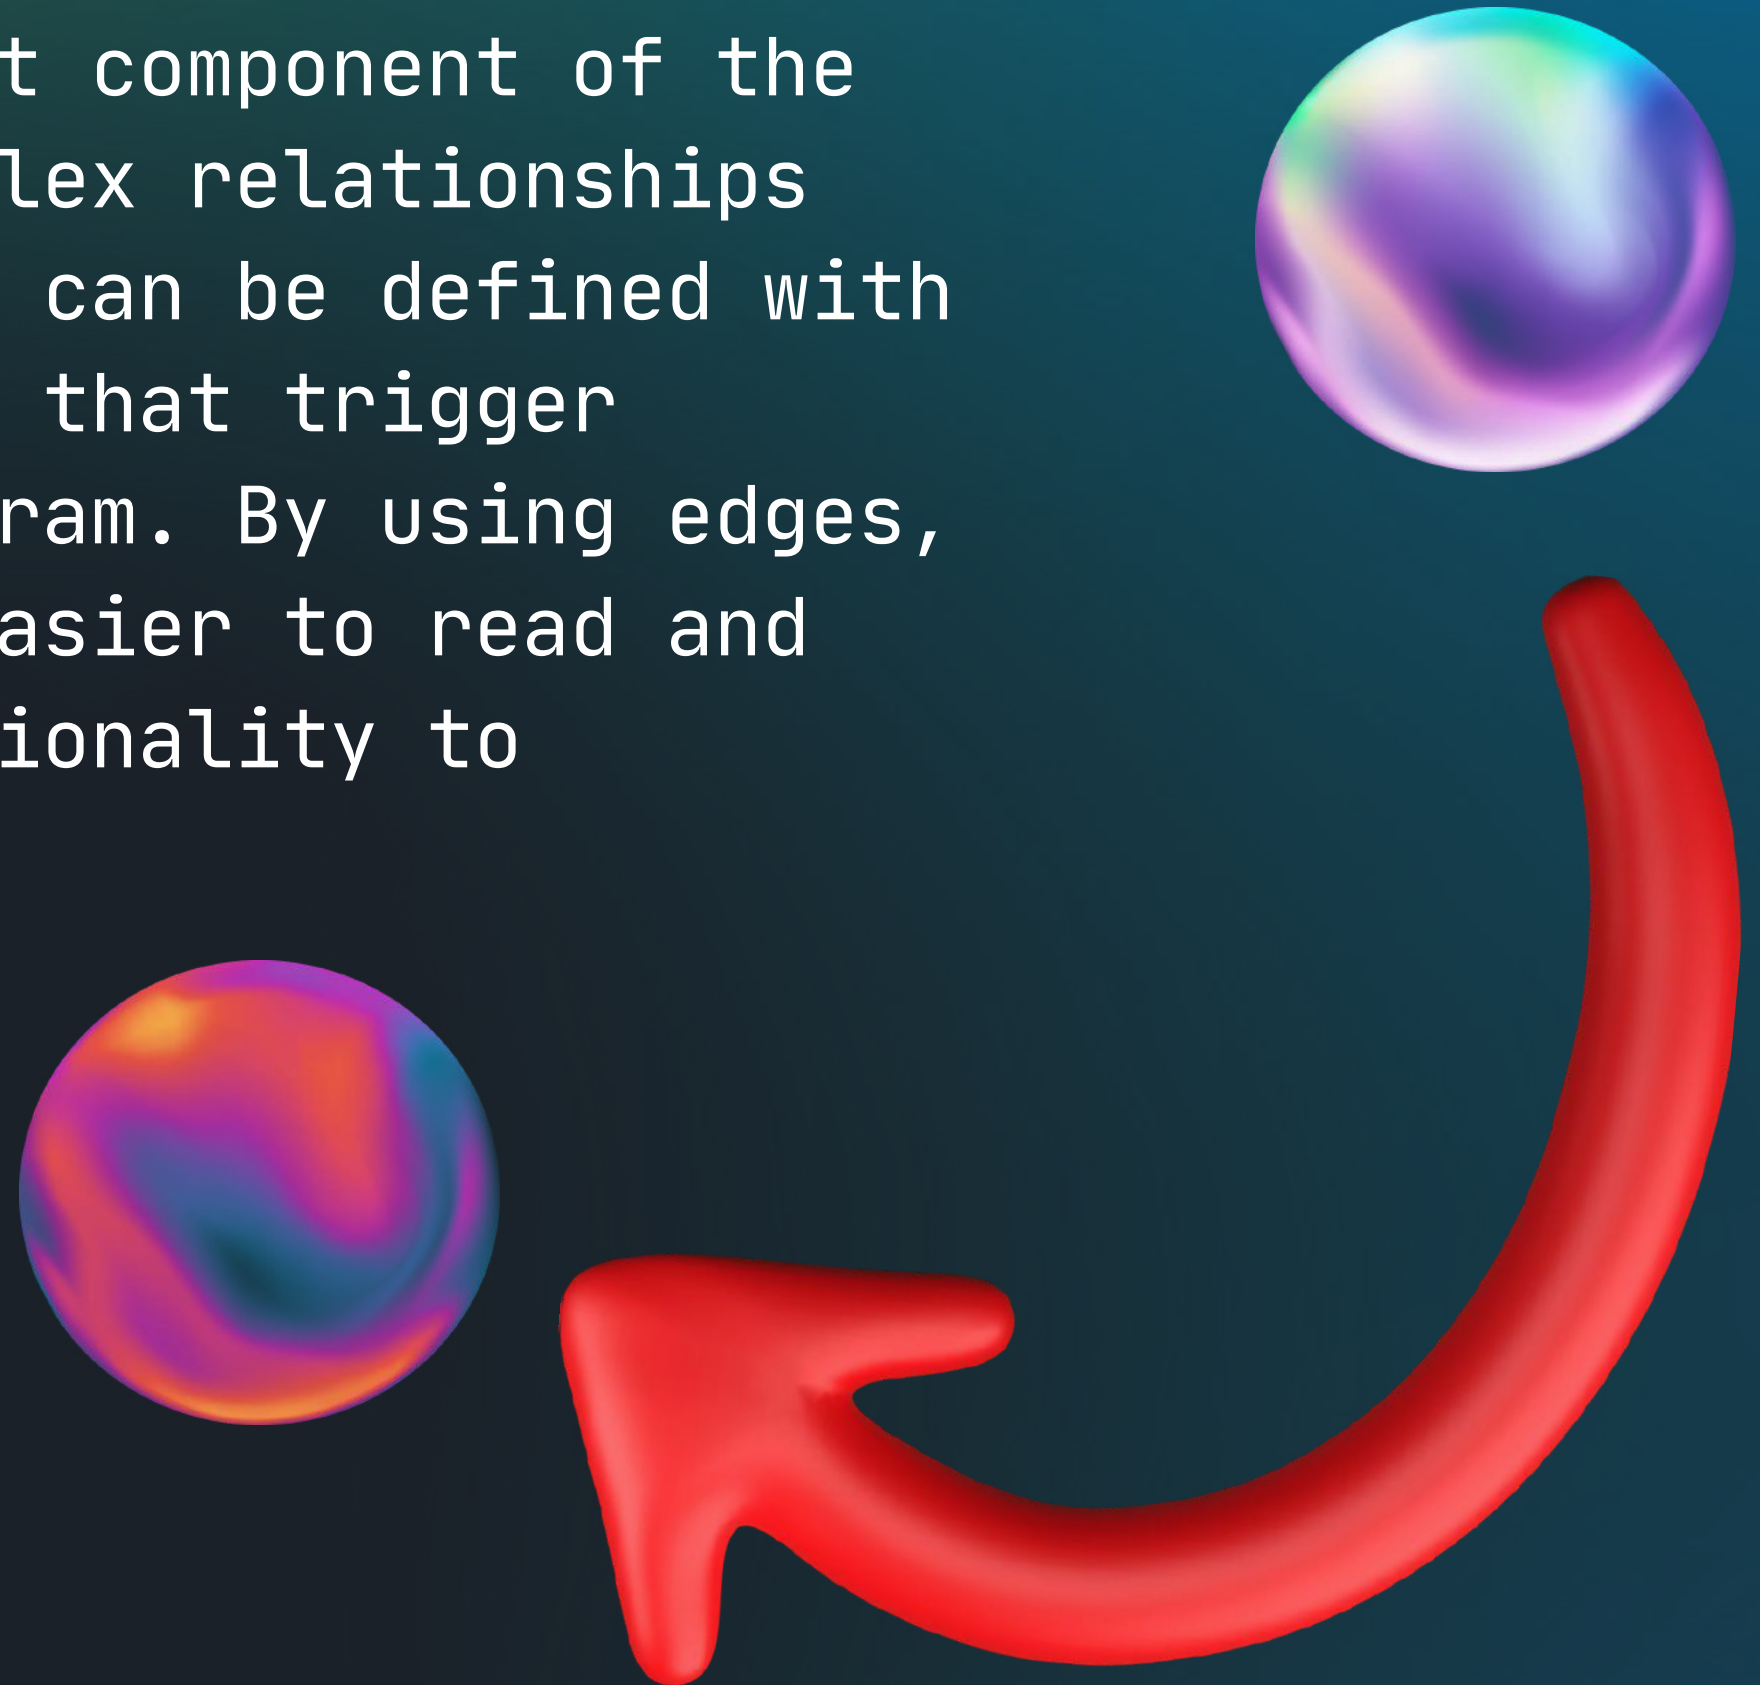 t component of the
lex relationships
can be defined with
that trigger
ram. By using edges,
asier to read and
ionality to